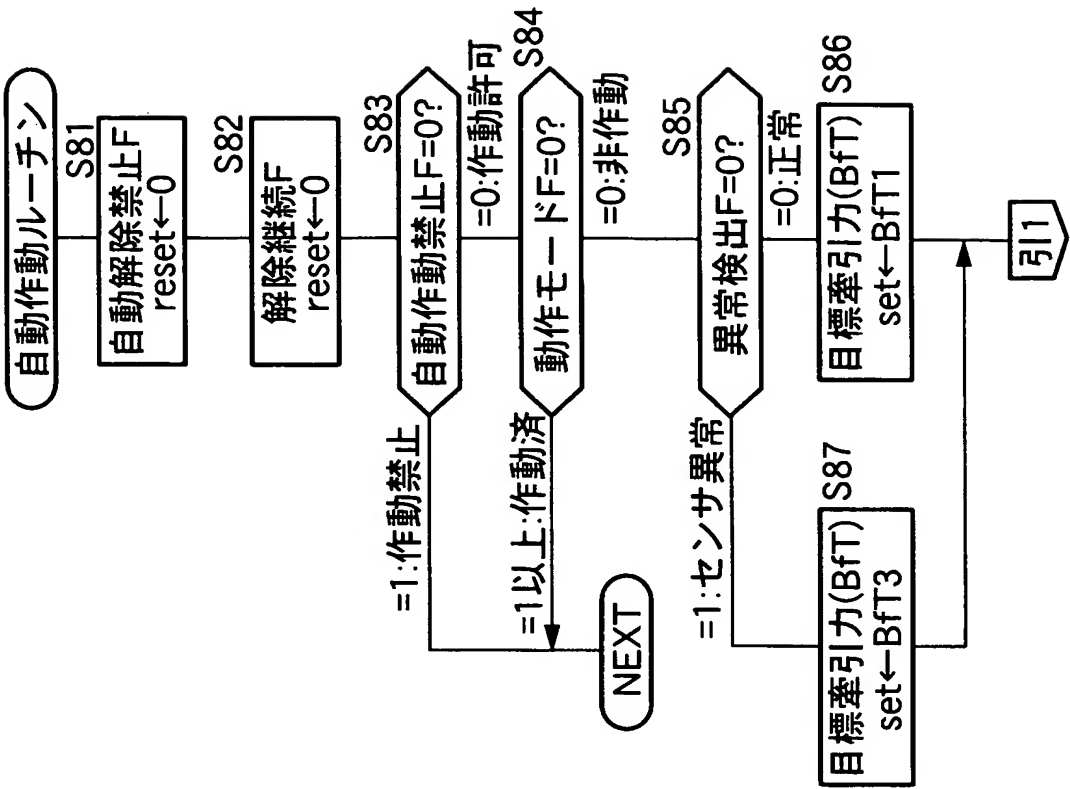 自動作動ルーチン
S81
自動解除禁止F
reset←0
S82
解除継続F
reset←0
S83
自動作動禁止F=0?
=1:作動禁止
=0:作動許可
S84
動作モードF=0?
=1以上:作動済
=0:非作動
NEXT
S85
異常検出F=0?
=1:センサ異常
=0:正常
S86
目標牽引力(BfT)
set←BfT1
S87
目標牽引力(BfT)
set←BfT3
引1